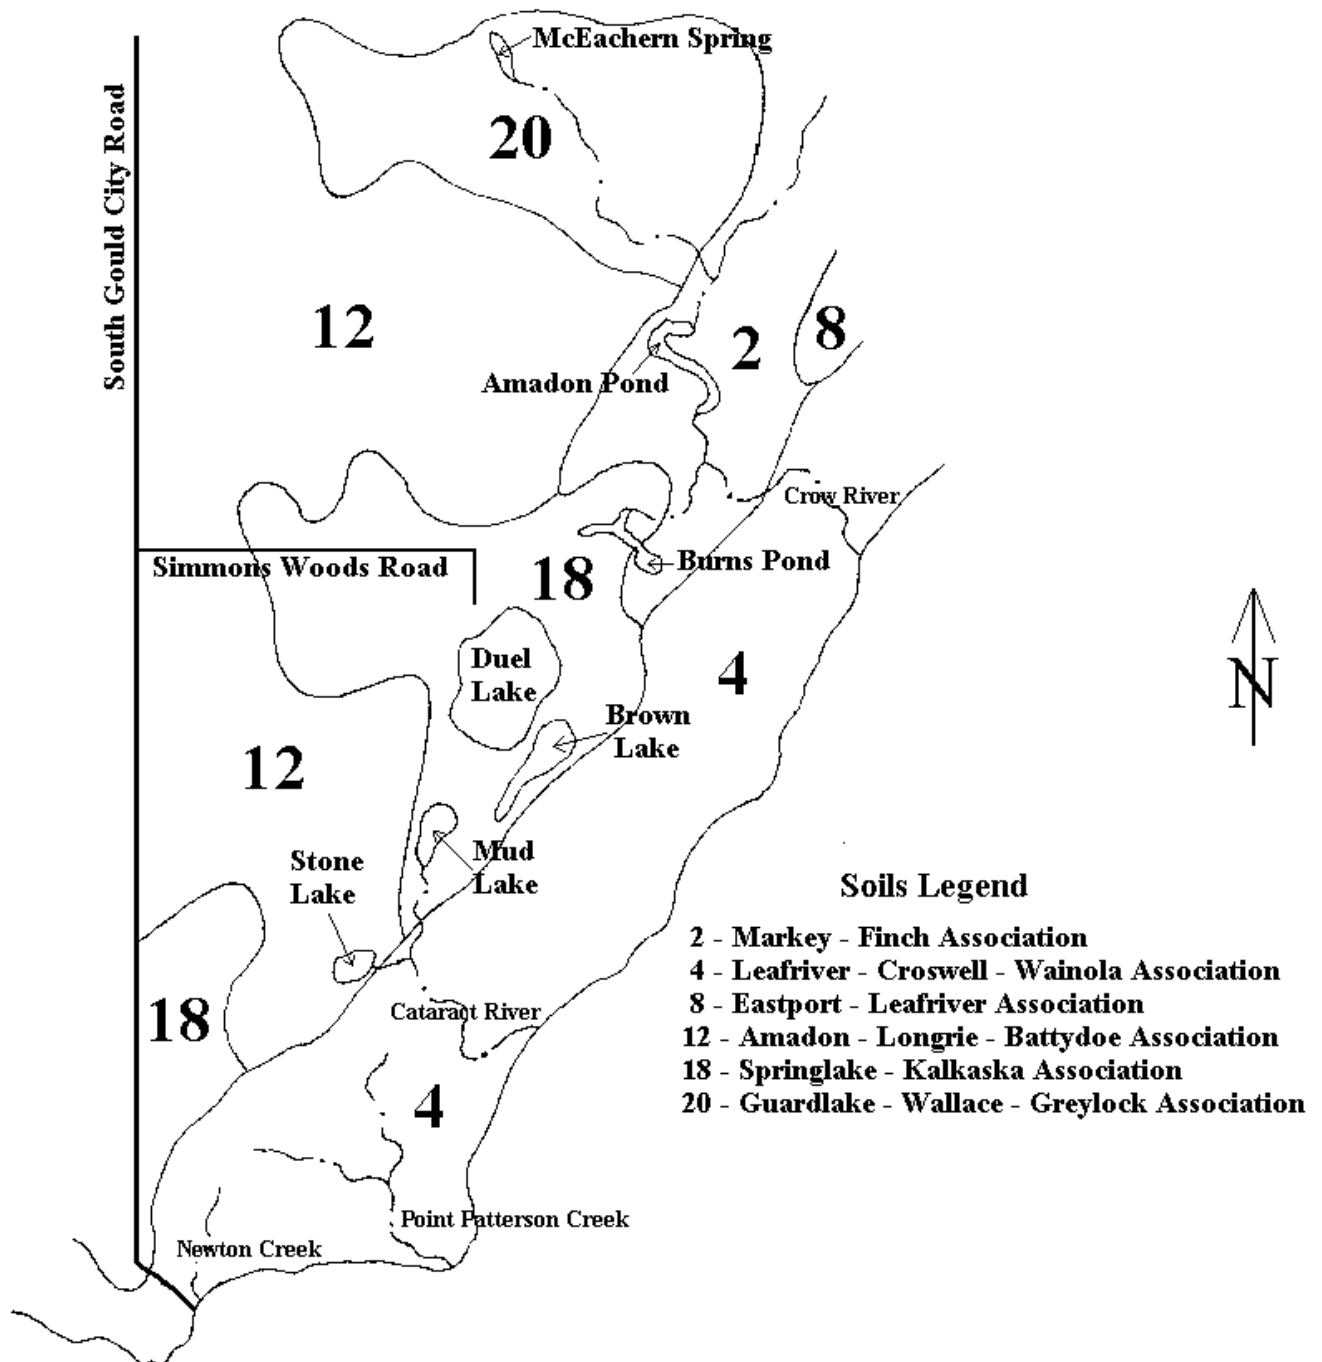 McEachern Spring
20
South Gould City Road
12
2
8
Amadon Pond
Crow River
Simmons Woods Road
18
Burns Pond
Duel
Lake
4
N
Brown
Lake
12
Mud
Lake
Stone
Lake
18
Cataract River
4
Point Patterson Creek
Newton Creek
Soils Legend
2 - Markey - Finch Association
4 - Leafriver - Croswell - Wainola Association
8 - Eastport - Leafriver Association
12 - Amadon - Longrie - Battydoe Association
18 - Springlake - Kalkaska Association
20 - Guardlake - Wallace - Greylock Association